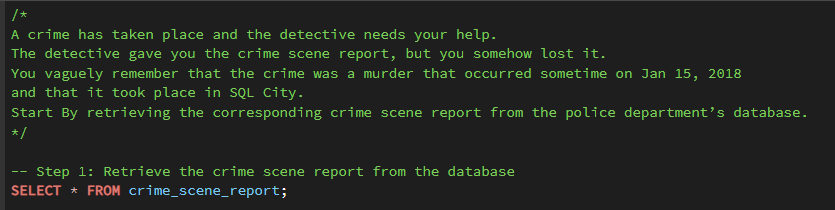 /*
A crime has taken place and the detective needs your help.
The detective gave you the crime scene report, but you somehow lost it.
You vaguely remember that the crime was a murder that occurred sometime on Jan 15, 2018
and that it took place in SQL City.
Start By retrieving the corresponding crime scene report from the police department’s database.
*/
-- Step 1: Retrieve the crime scene report from the database
SELECT * FROM crime_scene_report;